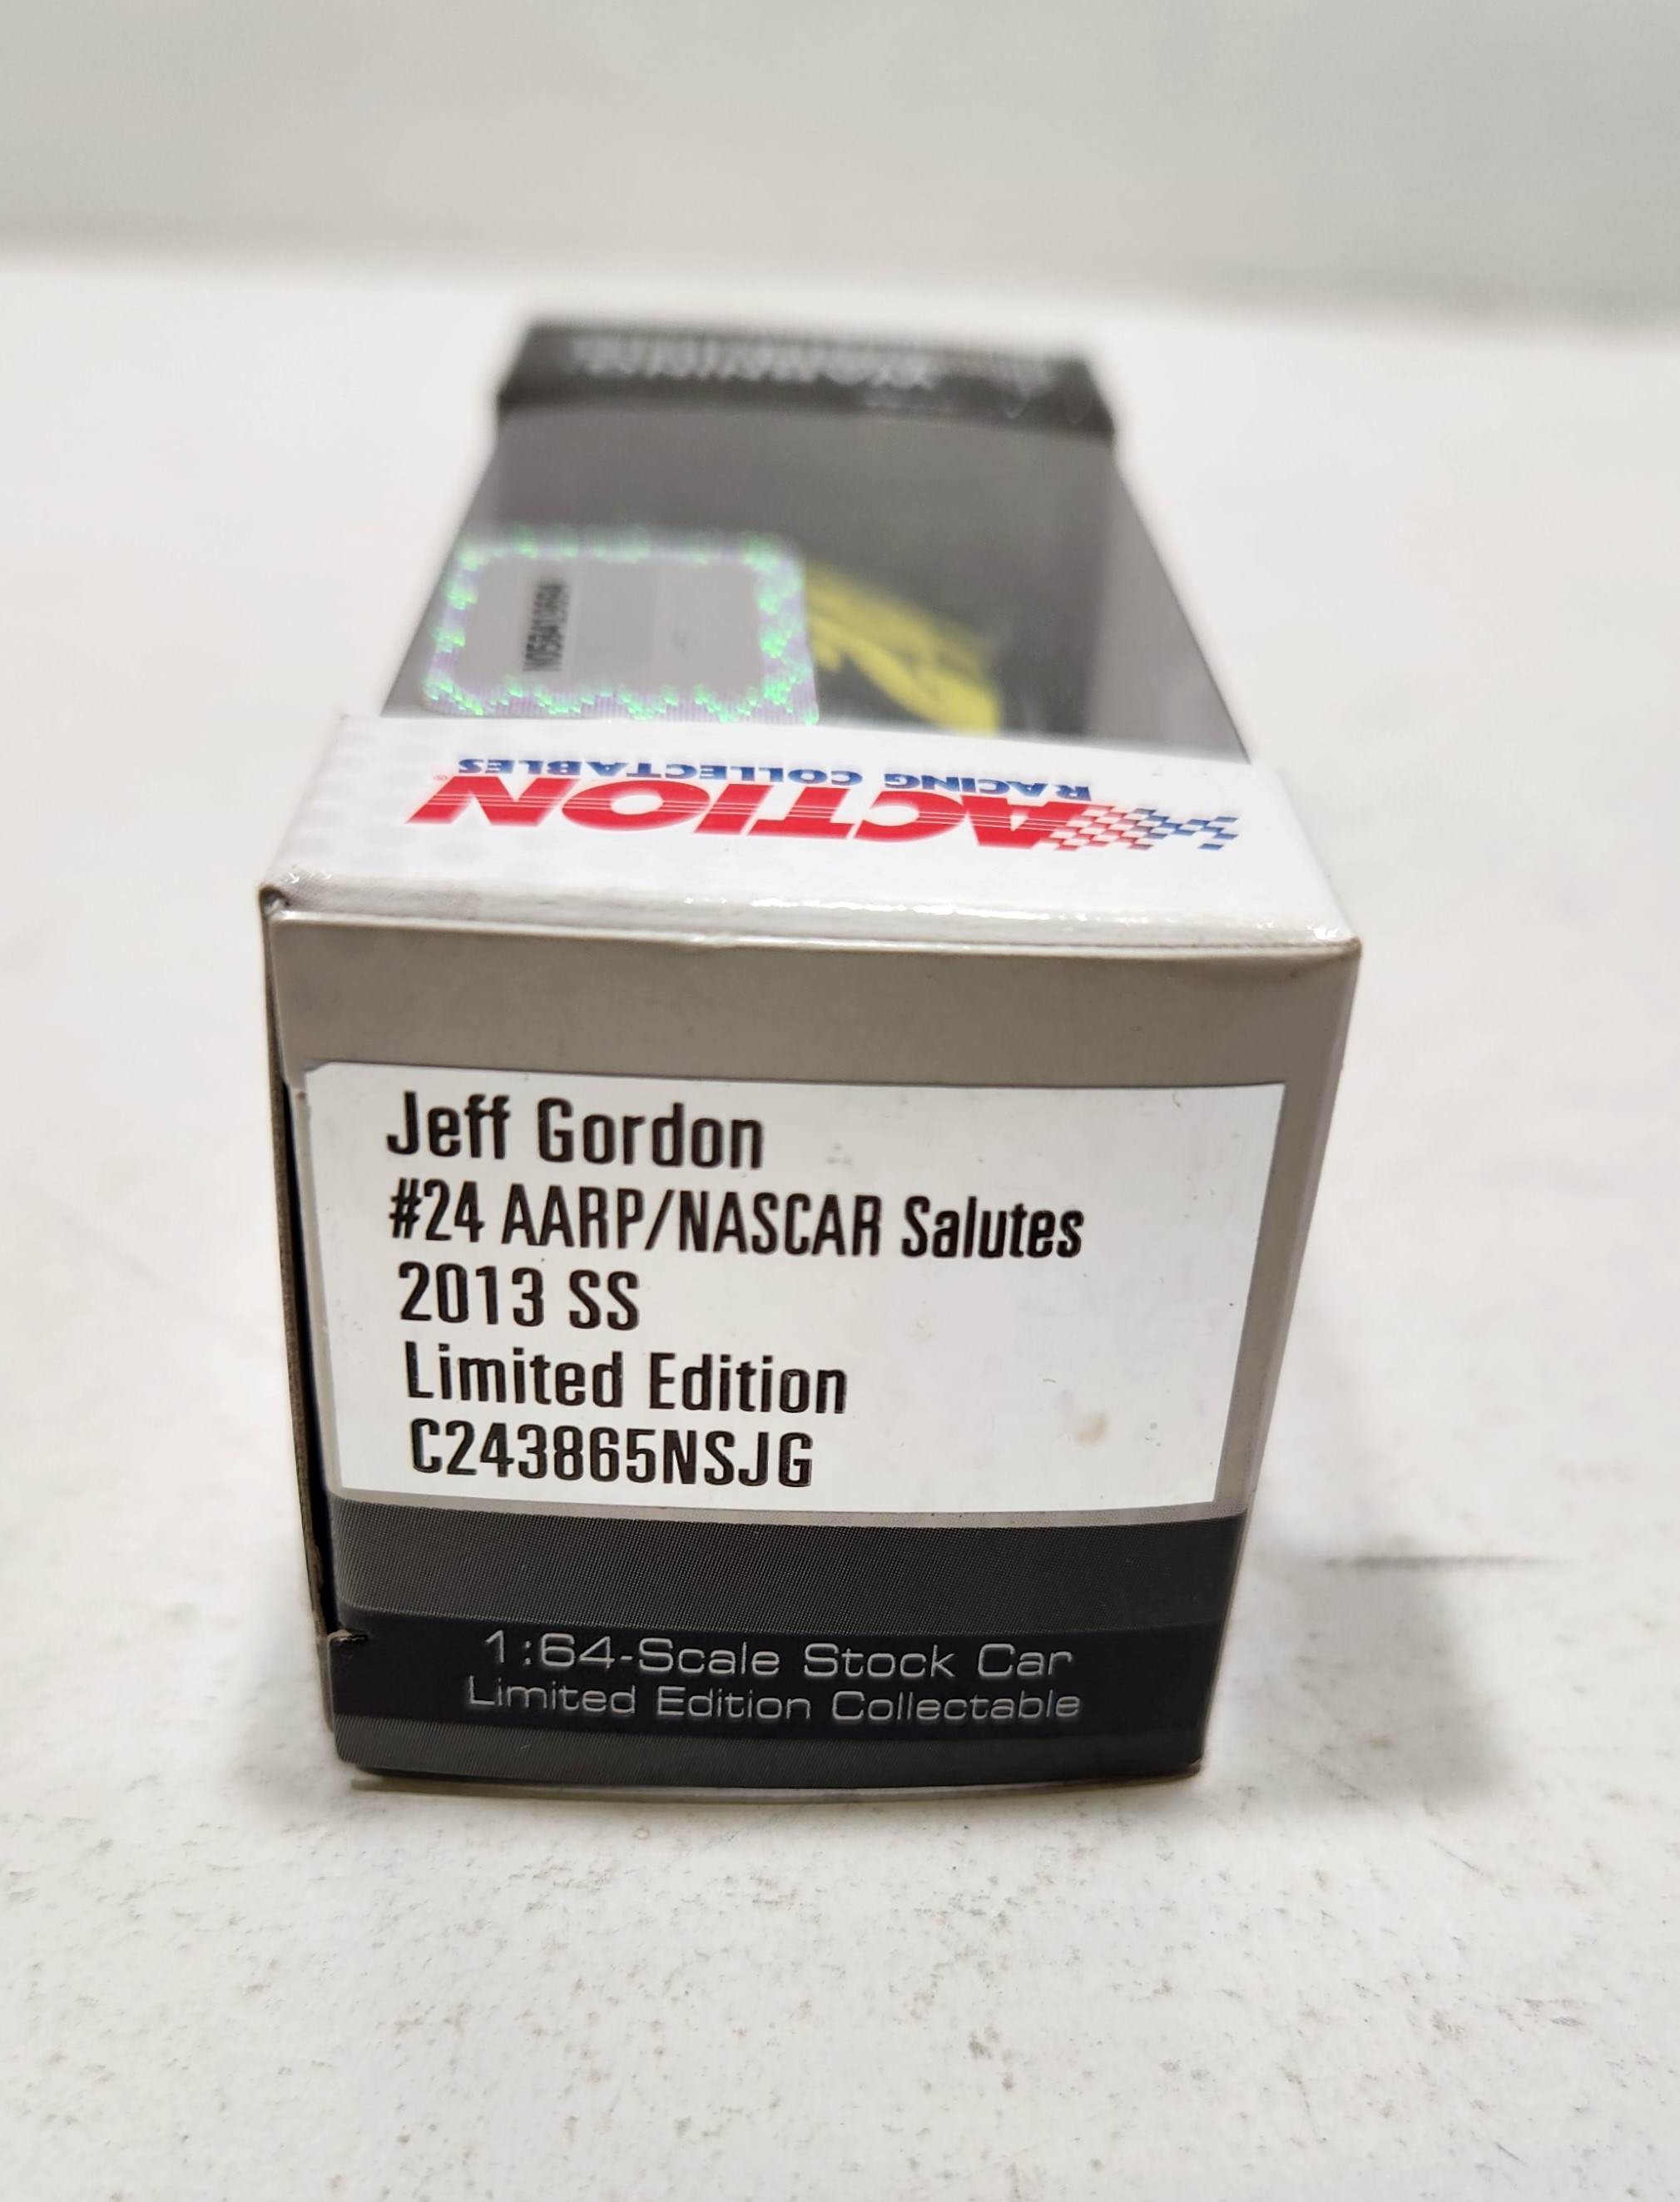 ACTION®
RACING COLLECTABLES
Jeff Gordon
#24 AARP/NASCAR Salutes
2013 SS
Limited Edition
C243865NSJG
1:64-Scale Stock Car
Limited Edition Collectable